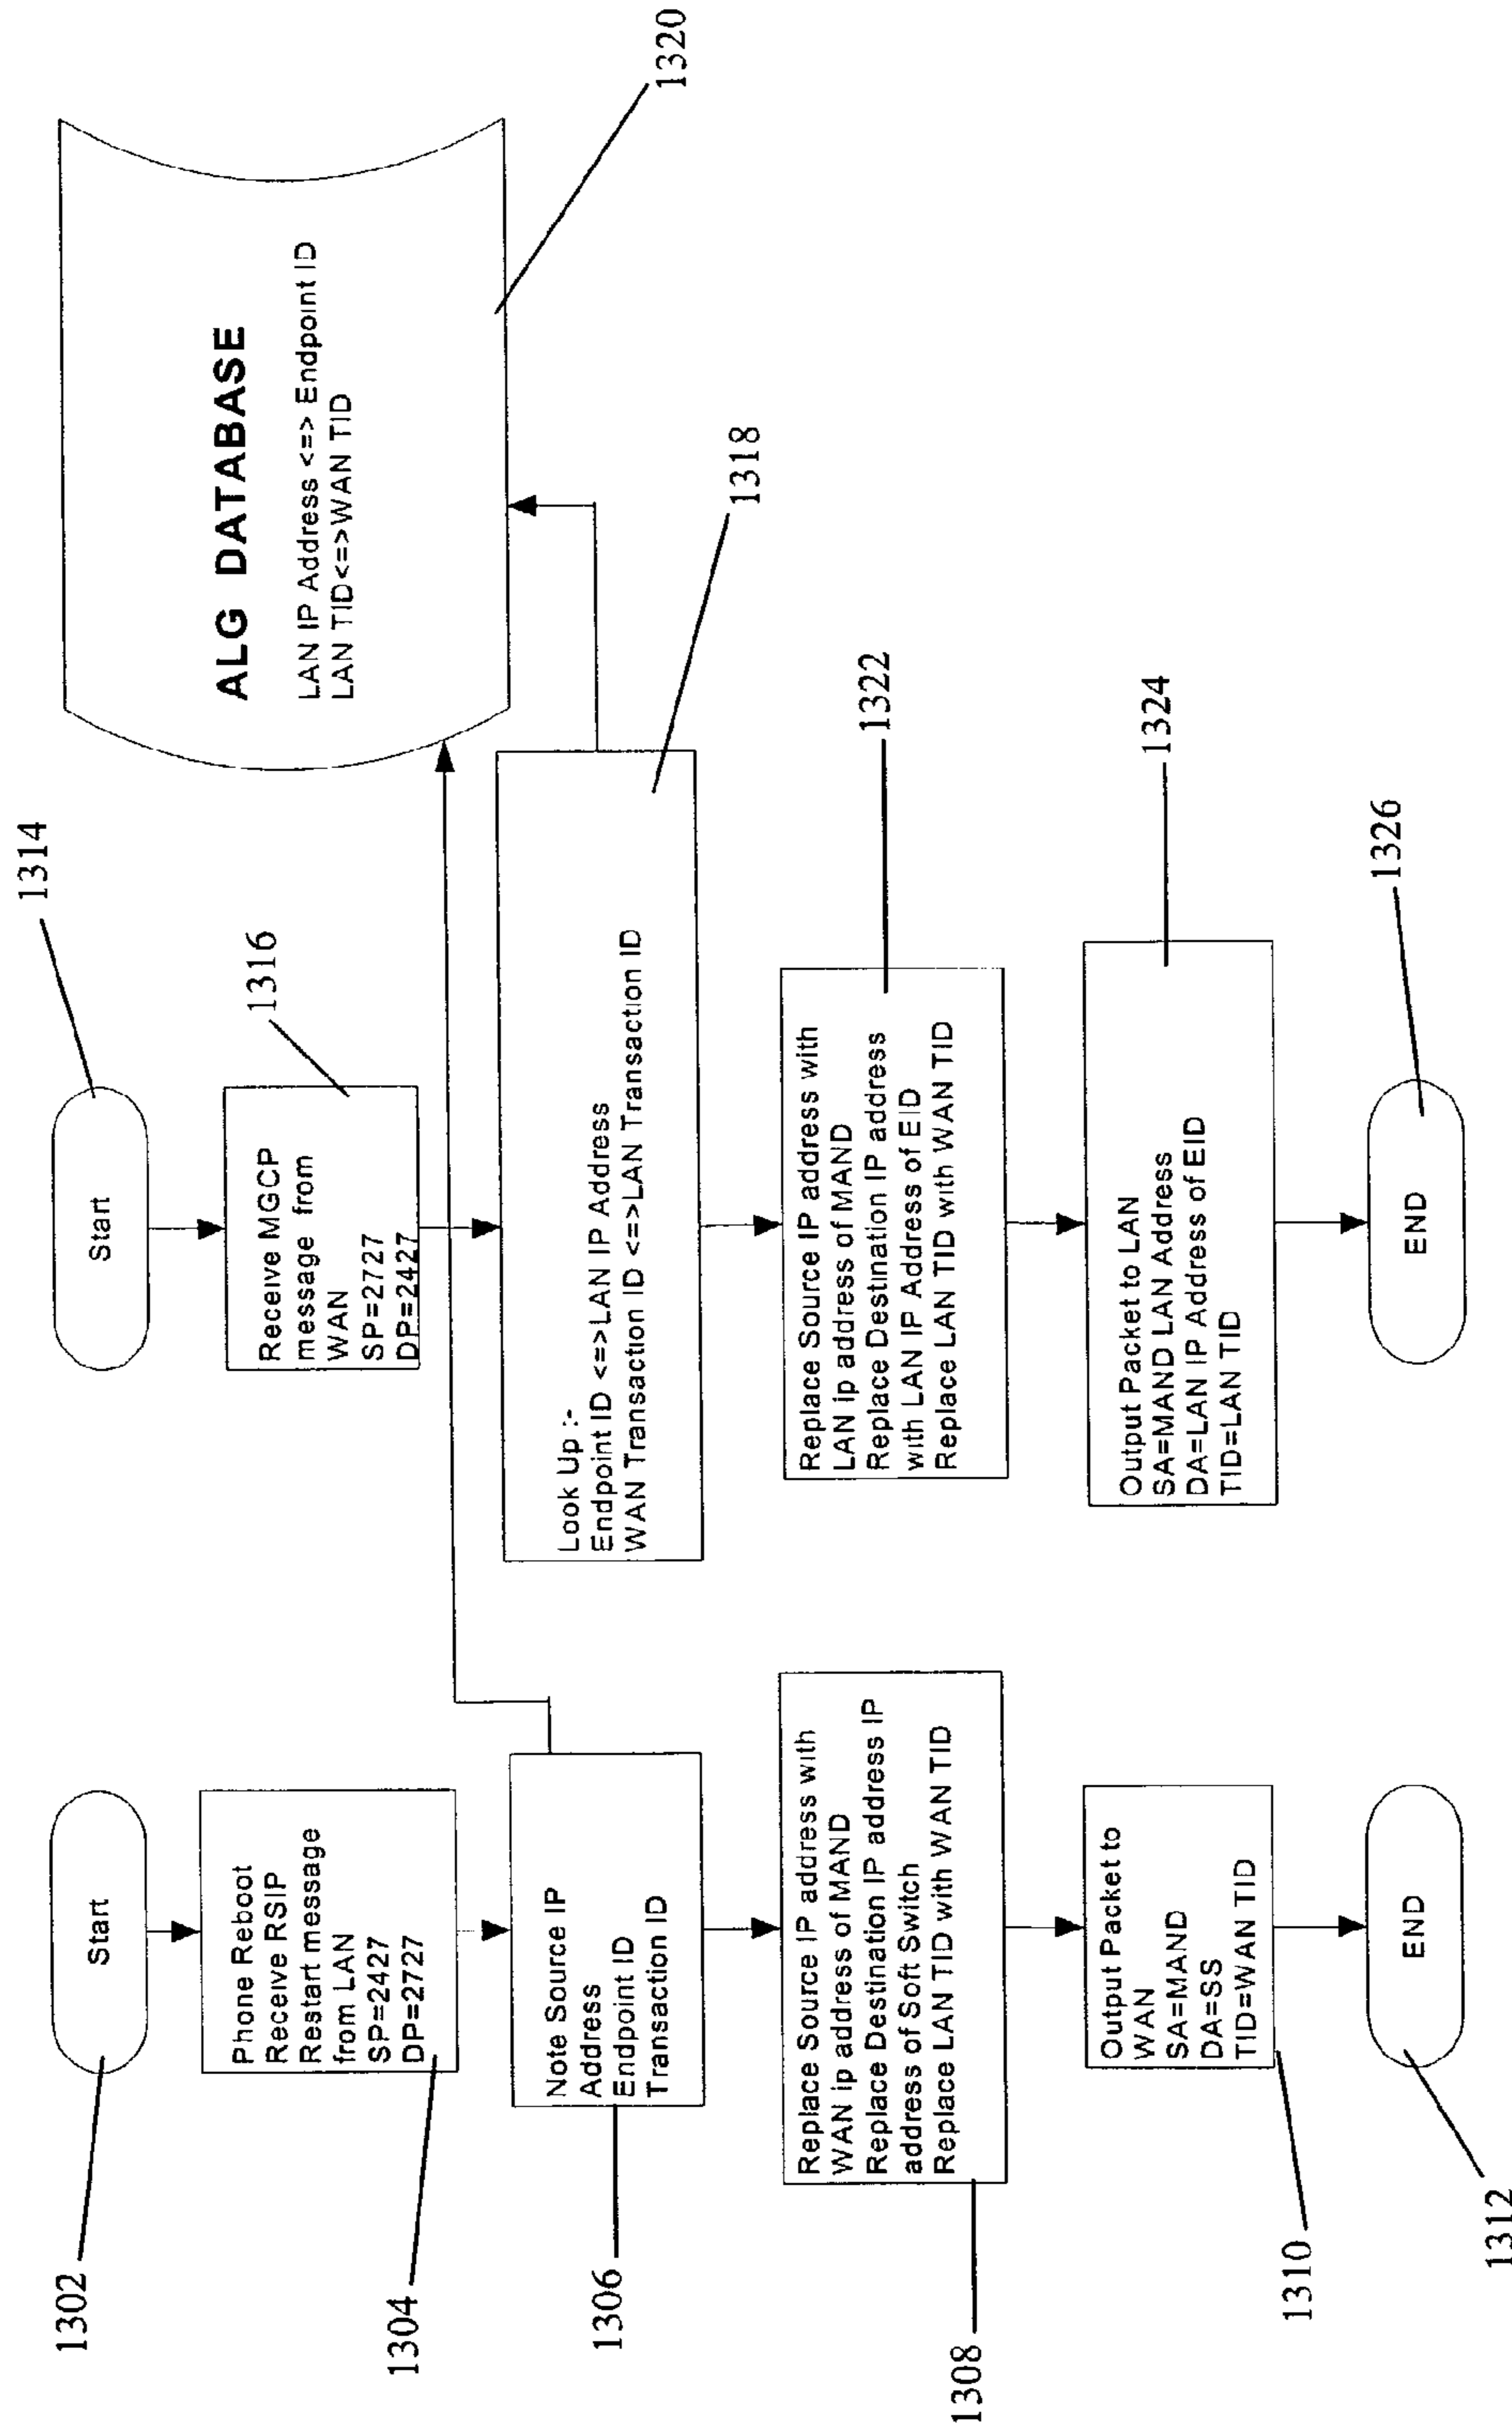 1302
Start
1304
Phone Reboot
Receive RSIP
Restart message
from LAN
SP=2427
DP=2727
1306
Note Source IP
Address
Endpoint ID
Transaction ID
1308
Replace Source IP address with
WAN ip address of MAND
Replace Destination IP address IP
address of Soft Switch
Replace LAN TID with WAN TID
1310
Output Packet to
WAN
SA=MAND
DA=SS
TID=WAN TID
1312
END
1314
Start
1316
Receive MGCP
message from
WAN
SP=2727
DP=2427
1318
Look Up :-
Endpoint ID <=>LAN IP Address
WAN Transaction ID <=>LAN Transaction ID
1320
ALG DATABASE
LAN IP Address <=> Endpoint ID
LAN TID<=>WAN TID
1322
Replace Source IP address with
LAN ip address of MAND
Replace Destination IP address
with LAN IP Address of EID
Replace LAN TID with WAN TID
1324
Output Packet to LAN
SA=MAND LAN Address
DA=LAN IP Address of EID
TID=LAN TID
1326
END